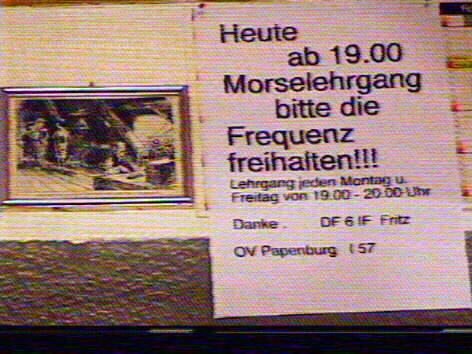 Heute
ab 19.00
Morselehrgang
bitte die
Frequenz
freihalten!!!
Lehrgang jeden Montag u.
Freitag von 19.00 - 20.00 Uhr
Danke . DF 6 IF Fritz
OV Papenburg I 57